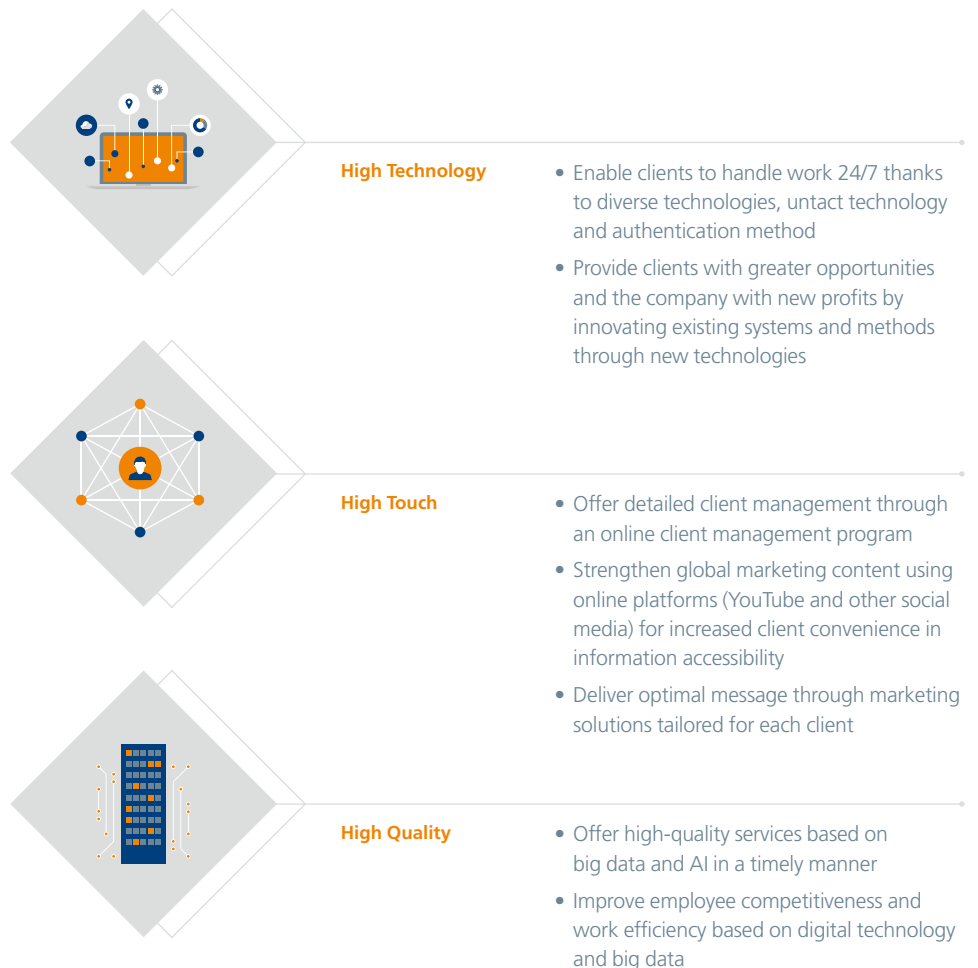 High Technology
• Enable clients to handle work 24/7 thanks
to diverse technologies, untact technology
and authentication method
• Provide clients with greater opportunities
and the company with new profits by
innovating existing systems and methods
through new technologies
High Touch
• Offer detailed client management through
an online client management program
• Strengthen global marketing content using
online platforms (YouTube and other social
media) for increased client convenience in
information accessibility
• Deliver optimal message through marketing
solutions tailored for each client
High Quality
• Offer high-quality services based on
big data and AI in a timely manner
• Improve employee competitiveness and
work efficiency based on digital technology
and big data